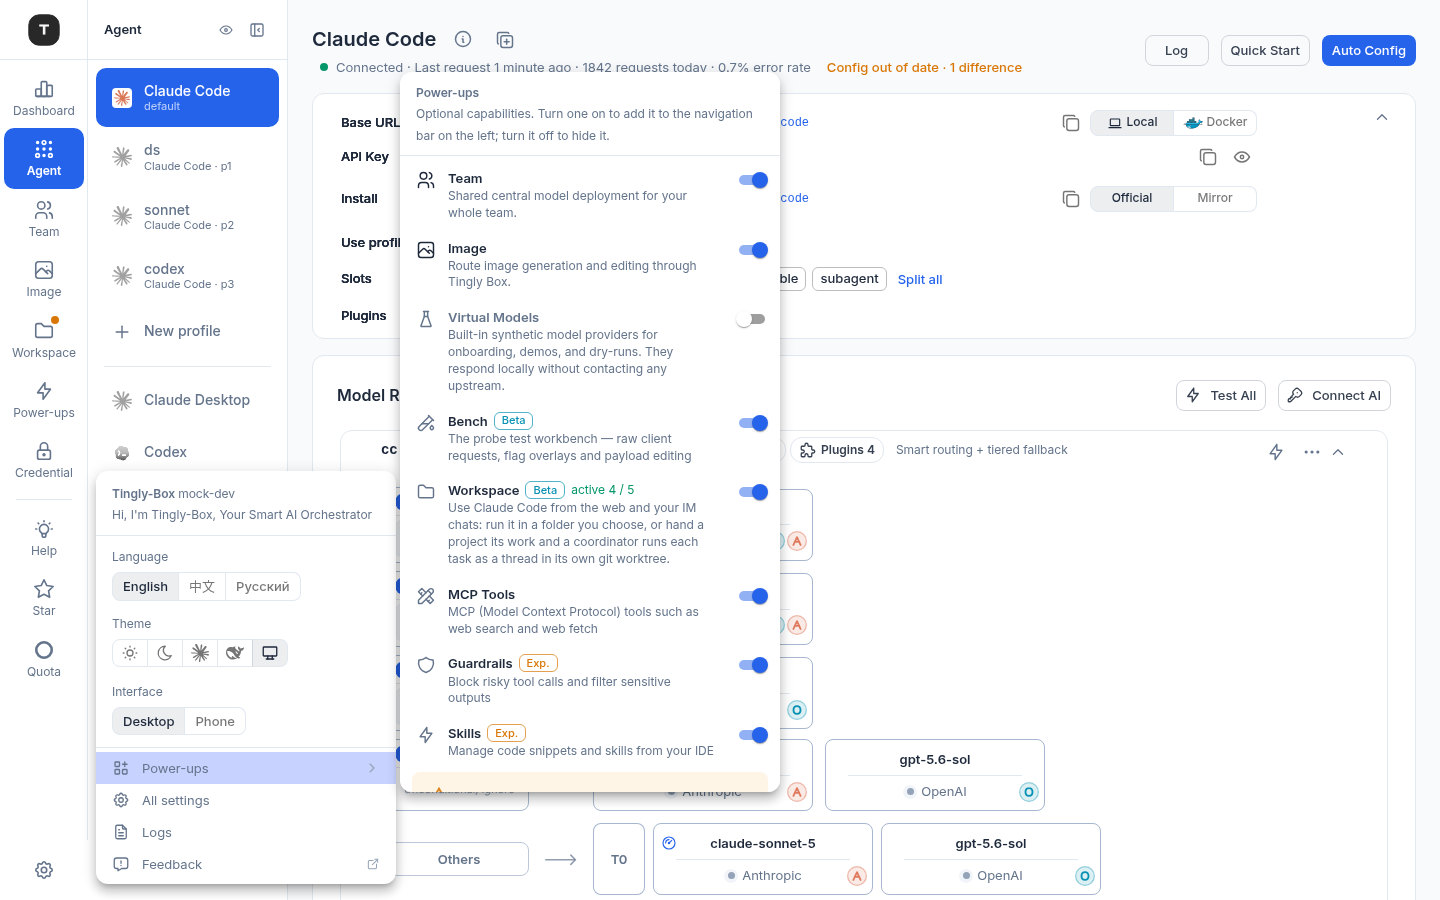 T
Agent
Dashboard
Agent
Team
Image
Workspace
Power-ups
Credential
Help
Star
Quota
Claude Code
default
ds
Claude Code · p1
sonnet
Claude Code · p2
codex
Claude Code · p3
New profile
Claude Desktop
Codex
Claude Code
Connected · Last request 1 minute ago · 1842 requests today · 0.7% error rate
Config out of date · 1 difference
Log
Quick Start
Auto Config
Base URL
code
Local
Docker
API Key
Install
code
Official
Mirror
Use profil
Slots
ble
subagent
Split all
Plugins
Model R
Test All
Connect AI
cc
Plugins 4
Smart routing + tiered fallback
A
A
O
Anthropic
A
gpt-5.6-sol
OpenAI
O
Others
T0
claude-sonnet-5
Anthropic
A
gpt-5.6-sol
OpenAI
O
Power-ups
Optional capabilities. Turn one on to add it to the navigation
bar on the left; turn it off to hide it.
Team
Shared central model deployment for your
whole team.
Image
Route image generation and editing through
Tingly Box.
Virtual Models
Built-in synthetic model providers for
onboarding, demos, and dry-runs. They
respond locally without contacting any
upstream.
Bench Beta
The probe test workbench — raw client
requests, flag overlays and payload editing
Workspace Beta active 4 / 5
Use Claude Code from the web and your IM
chats: run it in a folder you choose, or hand a
project its work and a coordinator runs each
task as a thread in its own git worktree.
MCP Tools
MCP (Model Context Protocol) tools such as
web search and web fetch
Guardrails Exp.
Block risky tool calls and filter sensitive
outputs
Skills Exp.
Manage code snippets and skills from your IDE
Tingly-Box mock-dev
Hi, I'm Tingly-Box, Your Smart AI Orchestrator
Language
English
中文
Русский
Theme
Interface
Desktop
Phone
Power-ups
All settings
Logs
Feedback